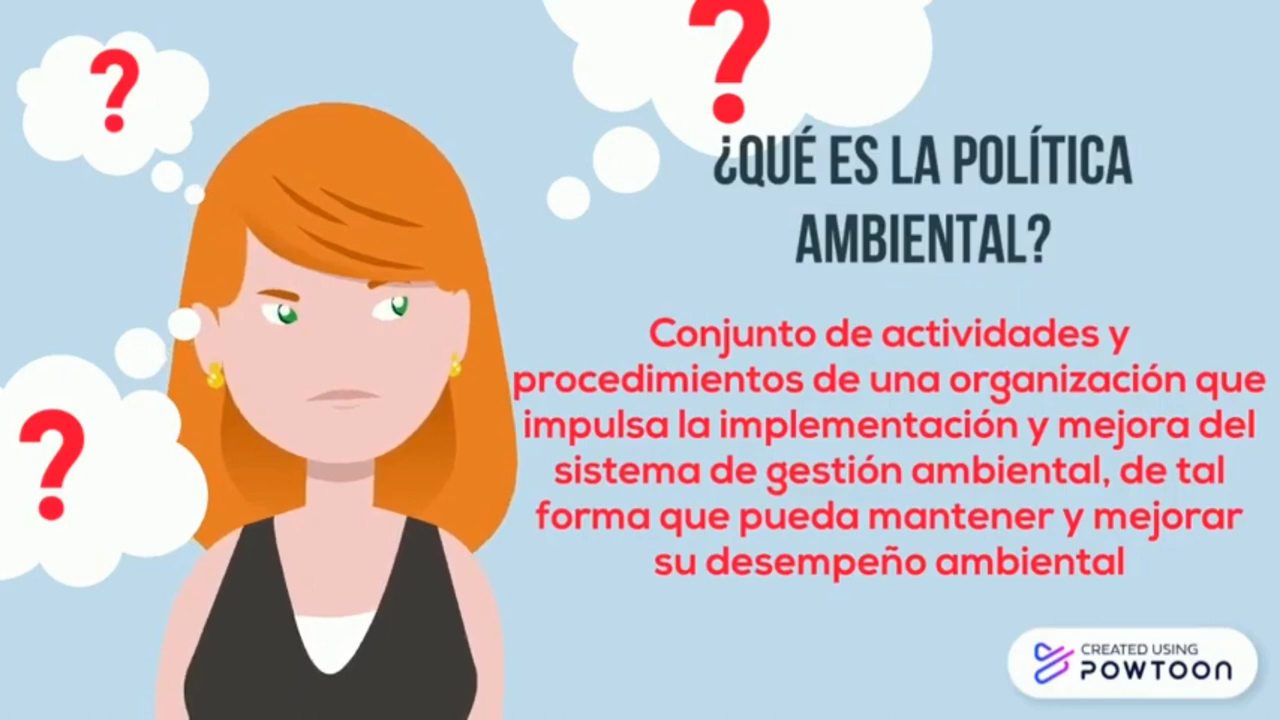 ?
?
¿QUÉ ES LA POLÍTICA
AMBIENTAL?
Conjunto de actividades y
procedimientos de una organización que
impulsa la implementación y mejora del
sistema de gestión ambiental, de tal
forma que pueda mantener y mejorar
su desempeño ambiental
?
CREATED USING
POWTOON